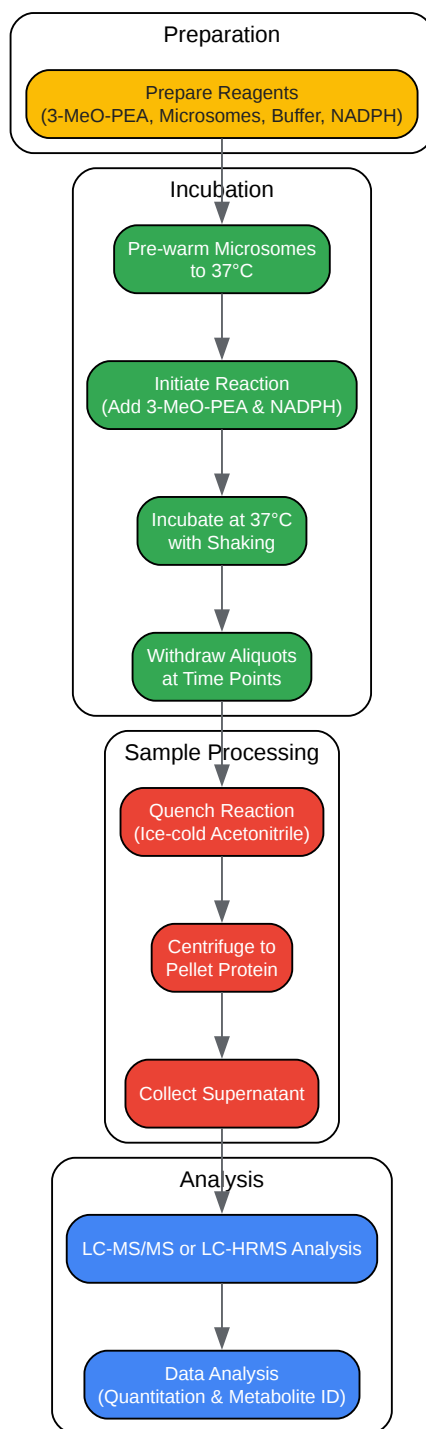 Preparation
Prepare Reagents
(3-MeO-PEA, Microsomes, Buffer, NADPH)
Incubation
Pre-warm Microsomes
to 37°C
Initiate Reaction
(Add 3-MeO-PEA & NADPH)
Incubate at 37°C
with Shaking
Withdraw Aliquots
at Time Points
Sample Processing
Quench Reaction
(Ice-cold Acetonitrile)
Centrifuge to
Pellet Protein
Collect Supernatant
Analysis
LC-MS/MS or LC-HRMS Analysis
Data Analysis
(Quantitation & Metabolite ID)